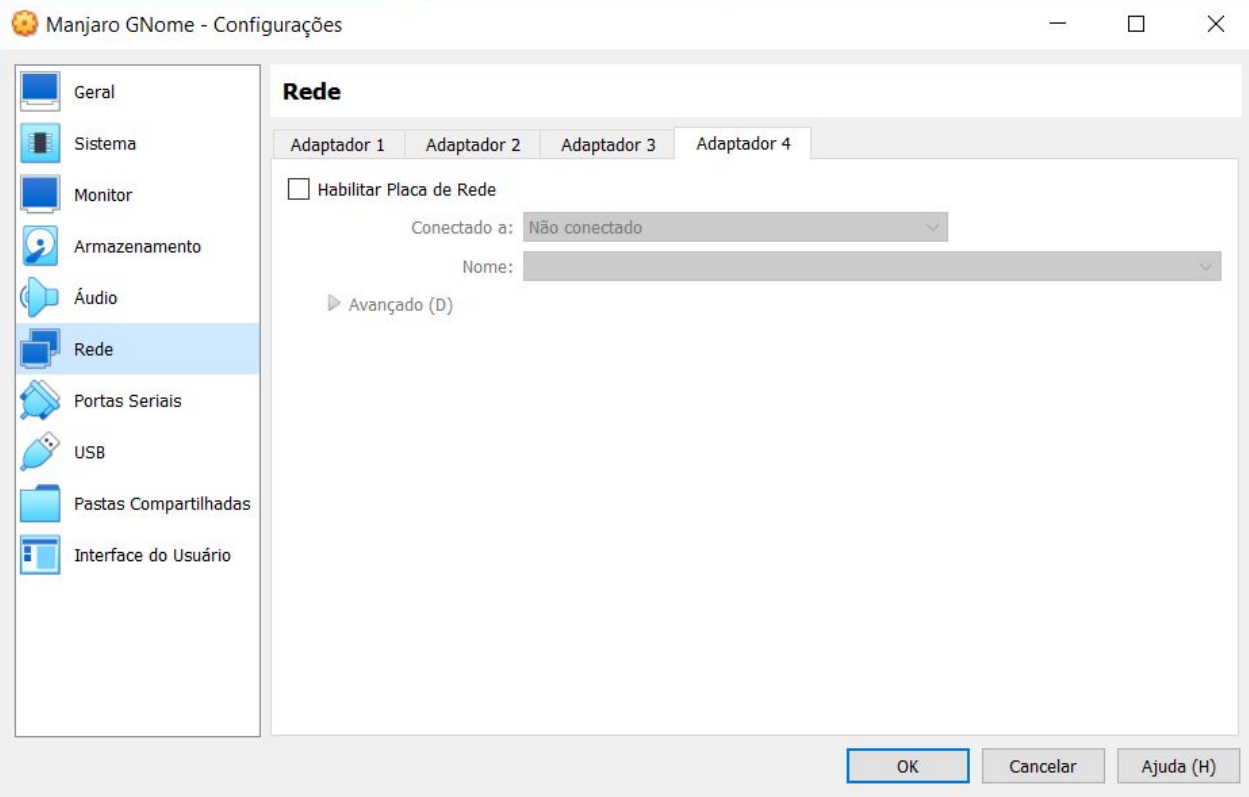 Manjaro GNome - Configurações
Geral
Sistema
Monitor
Armazenamento
Áudio
Rede
Portas Seriais
USB
Pastas Compartilhadas
Interface do Usuário
Rede
Adaptador 1 Adaptador 2 Adaptador 3 Adaptador 4
Habilitar Placa de Rede
Conectado a: Não conectado
Nome:
Avançado (D)
OK Cancelar Ajuda (H)